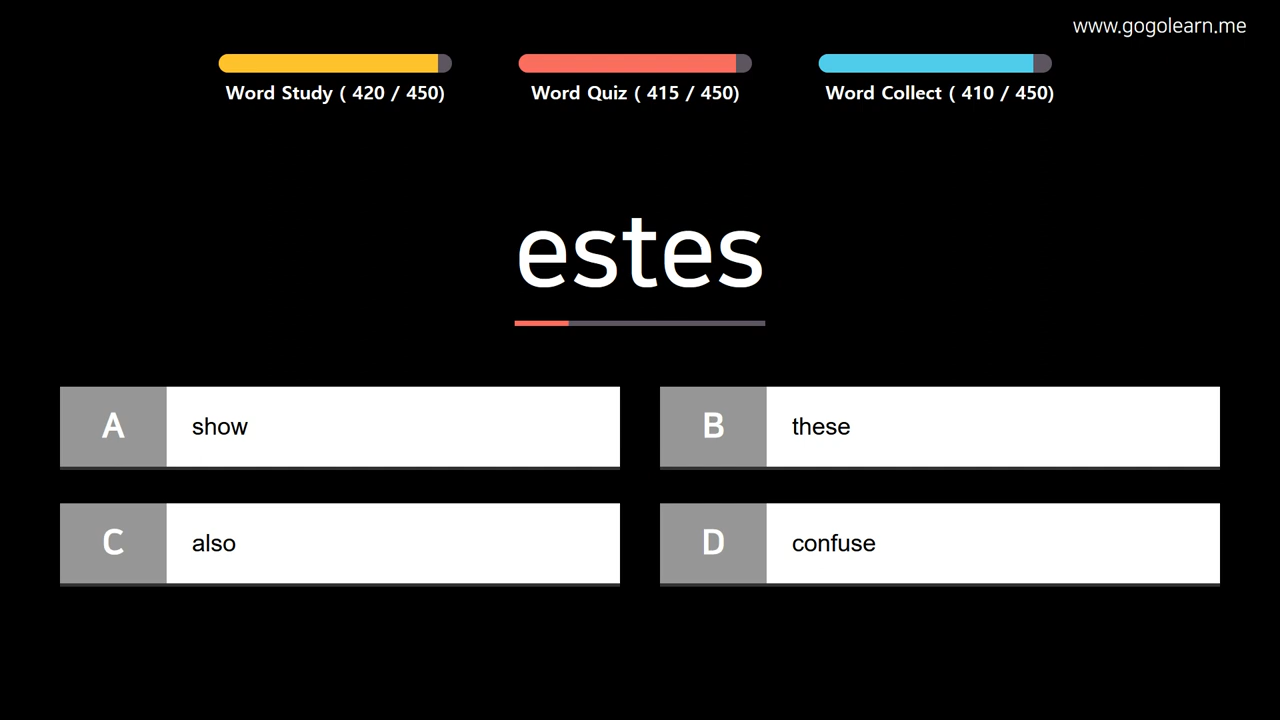 www.gogolearn.me
Word Study ( 420 / 450)
Word Quiz ( 415 / 450)
Word Collect ( 410 / 450)
estes
A show
B these
C also
D confuse